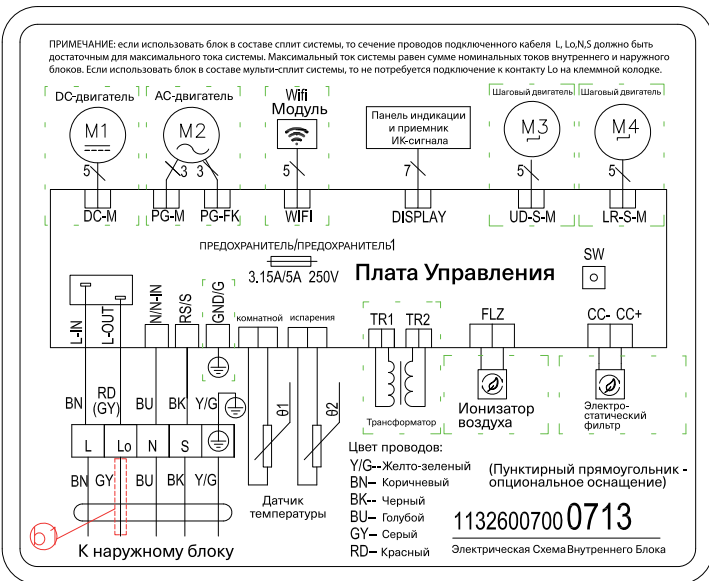 ПРИМЕЧАНИЕ: если использовать блок в составе сплит системы, то сечение проводов подключенного кабеля L, Lo,N,S должно быть
достаточным для максимального тока системы. Максимальный ток системы равен сумме номинальных токов внутреннего и наружного
блоков. Если использовать блок в составе мульти-сплит системы, то не потребуется подключение к контакту Lo на клеммной колодке.
DC-двигатель
АС-двигатель
Wifi
Модуль
Панель индикации
и приемник
ИК-сигнала
Шаговый двигатель
Шаговый двигатель
M1
M2
M3
M4
5
3
3
5
7
5
5
DC-M
PG-M
PG-FK
WIFI
DISPLAY
UD-S-M
LR-S-M
ПРЕДОХРАНИТЕЛЬ/ПРЕДОХРАНИТЕЛЬ1
3.15A/5A 250V
Плата Управления
SW
L-IN
L-OUT
N/N-IN
RS/S
GND/G
комнатной
испарения
TR1
TR2
FLZ
CC- CC+
BN
RD
(GY)
BU
BK
Y/G
θ1
θ2
Трансформатор
Ионизатор
воздуха
Электро-
статический
фильтр
L
Lo
N
S
BN
GY
BU
BK
Y/G
Датчик
температуры
b1
К наружному блоку
Цвет проводов:
Y/G--Желто-зеленый
BN– Коричневый
BK-- Черный
BU– Голубой
GY– Серый
RD– Красный
(Пунктирный прямоугольник -
опциональное оснащение)
1132600700 0713
Электрическая Схема Внутреннего Блока